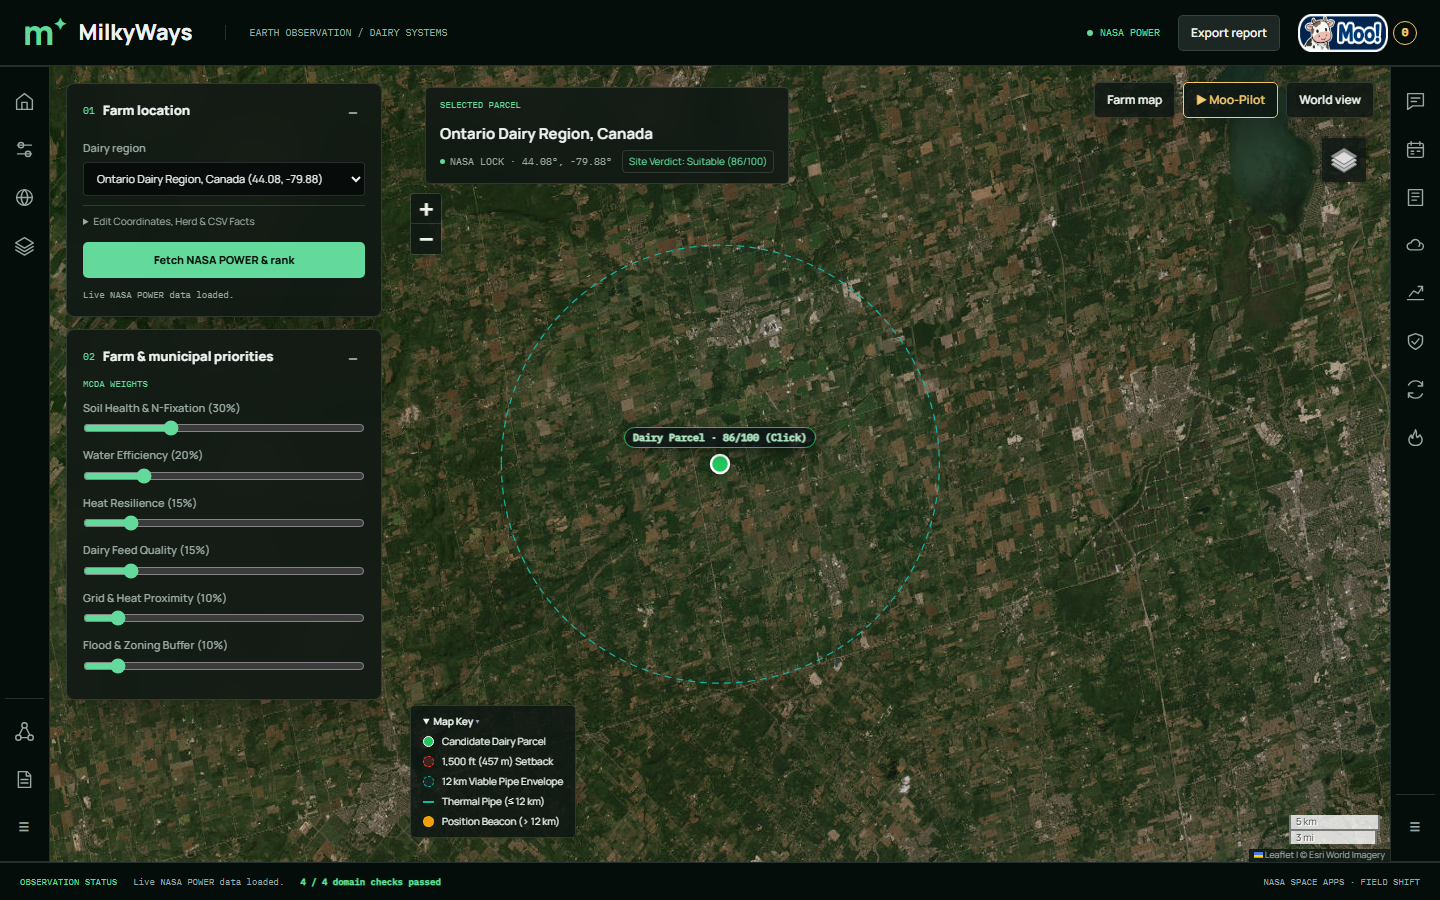 m MilkyWays
EARTH OBSERVATION / DAIRY SYSTEMS
NASA POWER
Export report
Moo!
0
01 Farm location
Dairy region
Ontario Dairy Region, Canada (44.08, -79.88)
Edit Coordinates, Herd & CSV Facts
Fetch NASA POWER & rank
Live NASA POWER data loaded.
02 Farm & municipal priorities
MCDA WEIGHTS
Soil Health & N-Fixation (30%)
Water Efficiency (20%)
Heat Resilience (15%)
Dairy Feed Quality (15%)
Grid & Heat Proximity (10%)
Flood & Zoning Buffer (10%)
SELECTED PARCEL
Ontario Dairy Region, Canada
NASA LOCK · 44.08°, -79.88°
Site Verdict: Suitable (86/100)
+
−
Farm map
▶ Moo-Pilot
World view
Dairy Parcel · 86/100 (Click)
▼ Map Key
Candidate Dairy Parcel
1,500 ft (457 m) Setback
12 km Viable Pipe Envelope
Thermal Pipe (≤ 12 km)
Position Beacon (> 12 km)
5 km
3 mi
Leaflet | © Esri World Imagery
OBSERVATION STATUS Live NASA POWER data loaded. 4 / 4 domain checks passed
NASA SPACE APPS · FIELD SHIFT